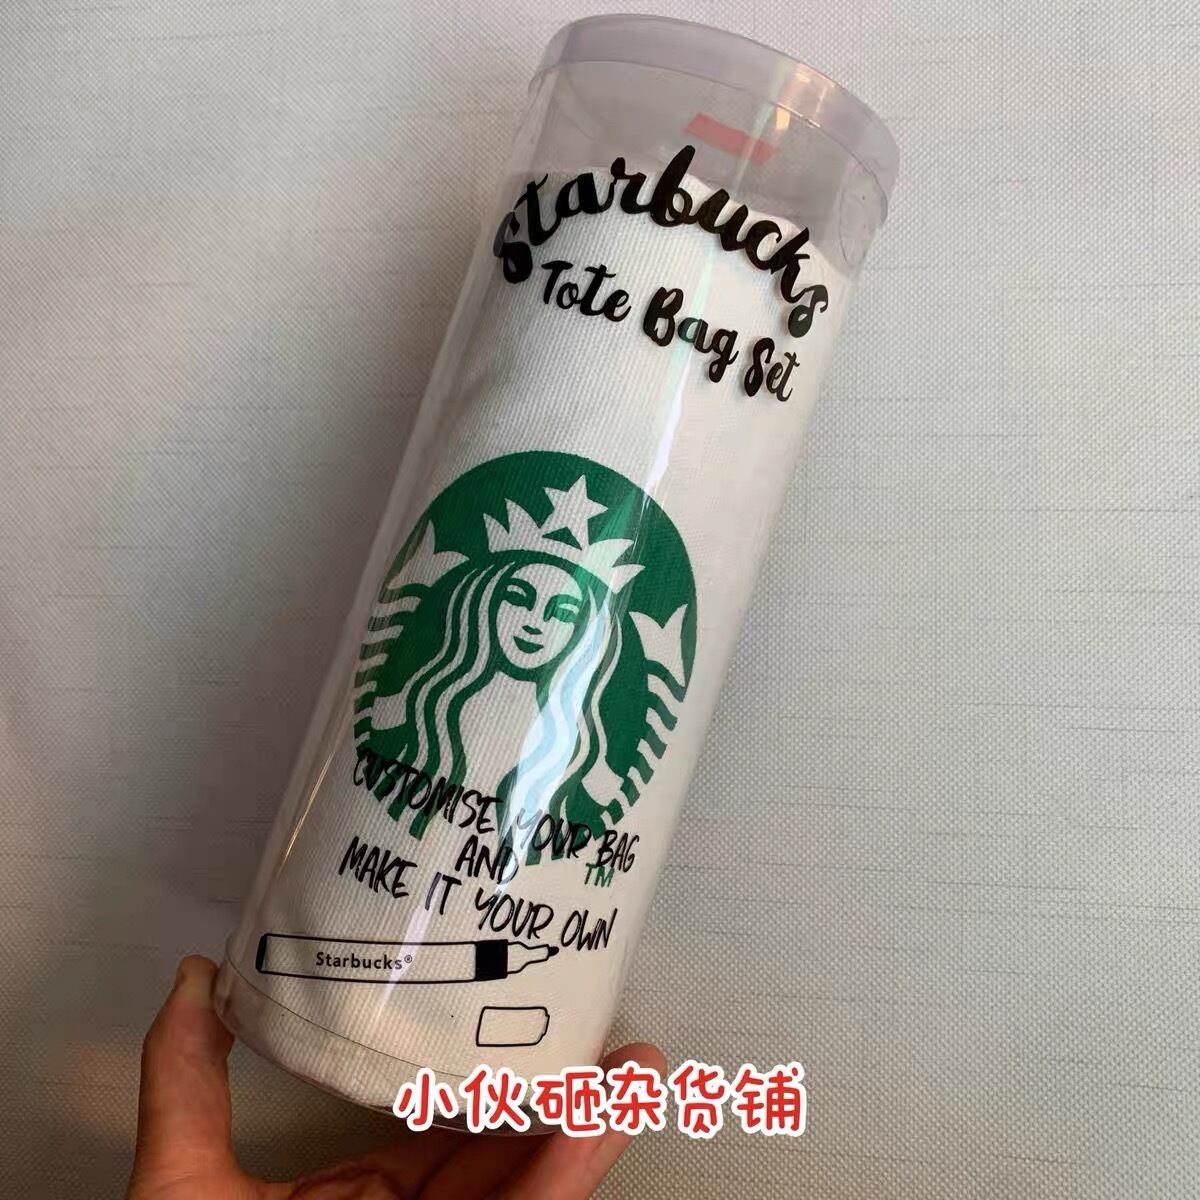 Starbucks
Tote Bag Set
CUSTOMISE YOUR BAG
AND
TM
MAKE IT YOUR OWN
Starbucks®
小伙砸杂货铺